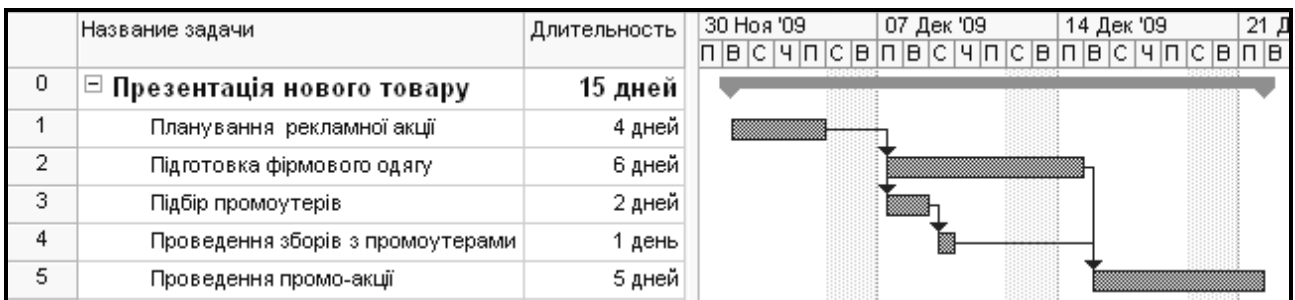 Название задачи Длительность 30 Ноя '09 07 Дек '09 14 Дек '09 21 Д
П В С Ч П С В П В С Ч П С В П В С Ч П С В П В
0 Презентація нового товару 15 дней
1 Планування рекламної акції 4 дней
2 Підготовка фірмового одягу 6 дней
3 Підбір промоутерів 2 дней
4 Проведення зборів з промоутерами 1 день
5 Проведення промо-акції 5 дней